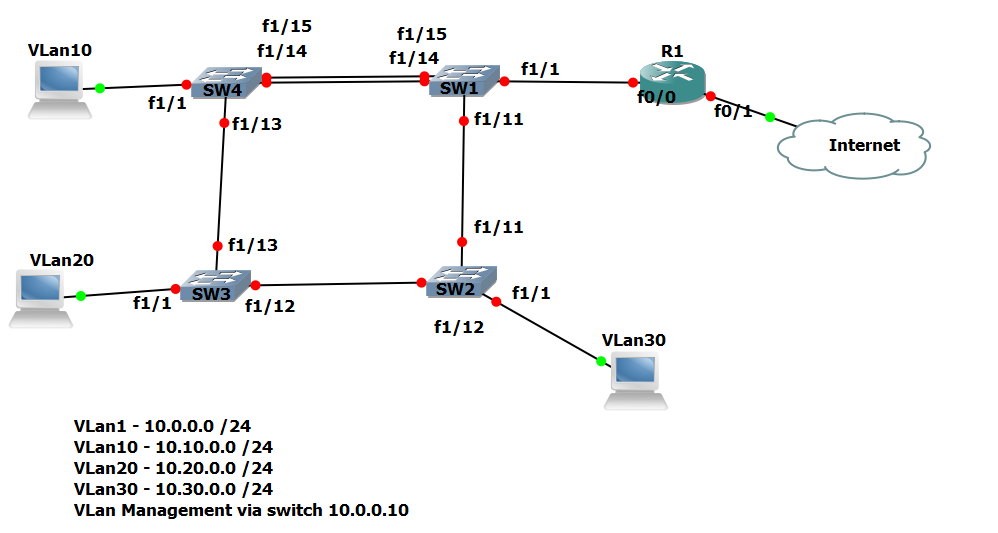 f1/15
f1/15
VLan10
f1/14
f1/14
R1
f1/1
SW4
SW1
f1/1
f0/0
f0/1
f1/13
f1/11
Internet
f1/11
f1/13
VLan20
SW3
SW2
f1/1
f1/1
f1/12
f1/12
VLan30
VLan1 - 10.0.0.0 /24
VLan10 - 10.10.0.0 /24
VLan20 - 10.20.0.0 /24
VLan30 - 10.30.0.0 /24
VLan Management via switch 10.0.0.10